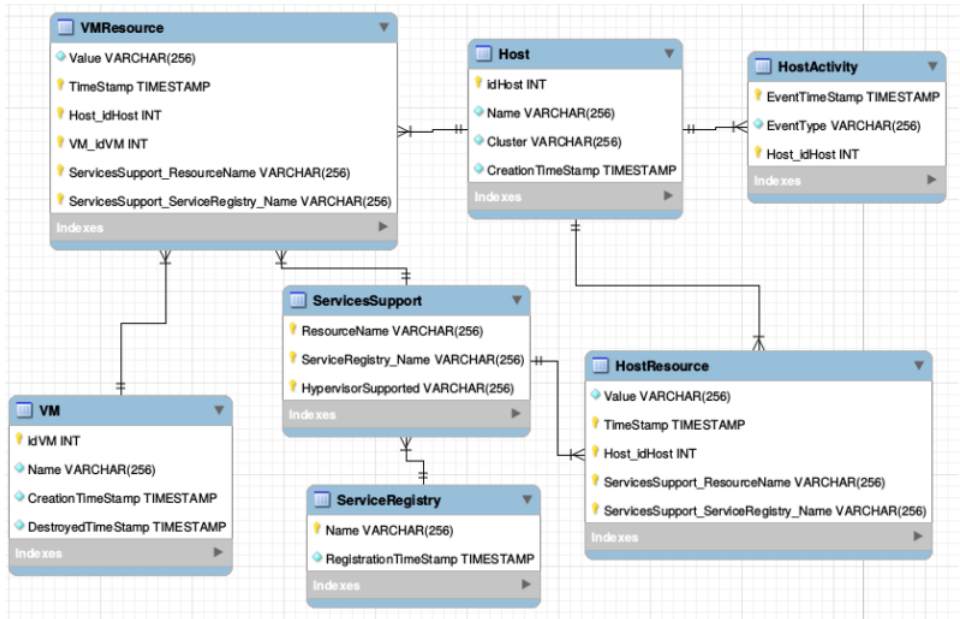 VMResource
Value VARCHAR(256)
TimeStamp TIMESTAMP
Host_idHost INT
VM_idVM INT
ServicesSupport_ResourceName VARCHAR(256)
ServicesSupport_ServiceRegistry_Name VARCHAR(256)
Indexes
Host
idHost INT
Name VARCHAR(256)
Cluster VARCHAR(256)
CreationTimeStamp TIMESTAMP
Indexes
HostActivity
EventTimeStamp TIMESTAMP
EventType VARCHAR(256)
Host_idHost INT
Indexes
ServicesSupport
ResourceName VARCHAR(256)
ServiceRegistry_Name VARCHAR(256)
HypervisorSupported VARCHAR(256)
Indexes
HostResource
Value VARCHAR(256)
TimeStamp TIMESTAMP
Host_idHost INT
ServicesSupport_ResourceName VARCHAR(256)
ServicesSupport_ServiceRegistry_Name VARCHAR(256)
Indexes
VM
idVM INT
Name VARCHAR(256)
CreationTimeStamp TIMESTAMP
DestroyedTimeStamp TIMESTAMP
Indexes
ServiceRegistry
Name VARCHAR(256)
RegistrationTimeStamp TIMESTAMP
Indexes